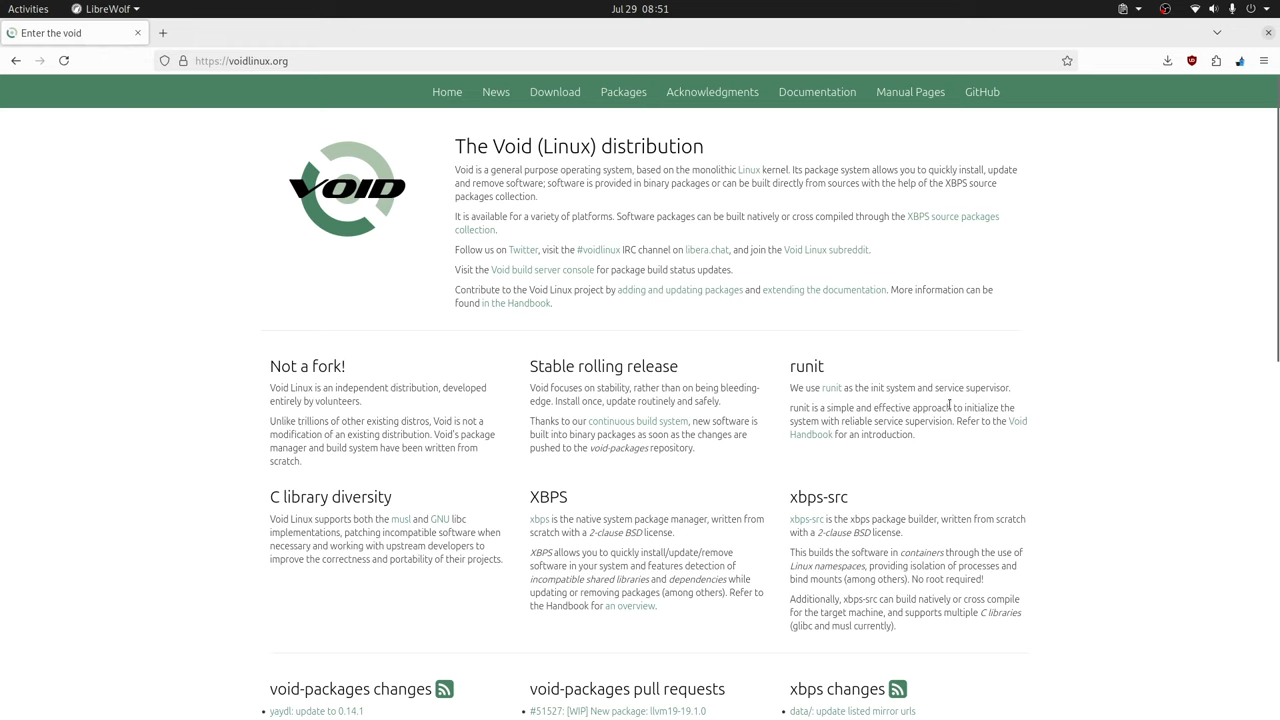 Activities
LibreWolf
Jul 29 08:51
Enter the void
https://voidlinux.org
Home News Download Packages Acknowledgments Documentation Manual Pages GitHub
VOID
The Void (Linux) distribution
Void is a general purpose operating system, based on the monolithic Linux kernel. Its package system allows you to quickly install, update
and remove software; software is provided in binary packages or can be built directly from sources with the help of the XBPS source
packages collection.
It is available for a variety of platforms. Software packages can be built natively or cross compiled through the XBPS source packages
collection.
Follow us on Twitter, visit the #voidlinux IRC channel on libera.chat, and join the Void Linux subreddit.
Visit the Void build server console for package build status updates.
Contribute to the Void Linux project by adding and updating packages and extending the documentation. More information can be
found in the Handbook.
Not a fork!
Void Linux is an independent distribution, developed
entirely by volunteers.
Unlike trillions of other existing distros, Void is not a
modification of an existing distribution. Void's package
manager and build system have been written from
scratch.
Stable rolling release
Void focuses on stability, rather than on being bleeding-
edge. Install once, update routinely and safely.
Thanks to our continuous build system, new software is
built into binary packages as soon as the changes are
pushed to the void-packages repository.
runit
We use runit as the init system and service supervisor.
runit is a simple and effective approach to initialize the
system with reliable service supervision. Refer to the Void
Handbook for an introduction.
C library diversity
Void Linux supports both the musl and GNU libc
implementations, patching incompatible software when
necessary and working with upstream developers to
improve the correctness and portability of their projects.
XBPS
xbps is the native system package manager, written from
scratch with a 2-clause BSD license.
XBPS allows you to quickly install/update/remove
software in your system and features detection of
incompatible shared libraries and dependencies while
updating or removing packages (among others). Refer to
the Handbook for an overview.
xbps-src
xbps-src is the xbps package builder, written from scratch
with a 2-clause BSD license.
This builds the software in containers through the use of
Linux namespaces, providing isolation of processes and
bind mounts (among others). No root required!
Additionally, xbps-src can build natively or cross compile
for the target machine, and supports multiple C libraries
(glibc and musl currently).
void-packages changes
• yaydl: update to 0.14.1
void-packages pull requests
• #51527: [WIP] New package: llvm19-19.1.0
xbps changes
• data/: update listed mirror urls